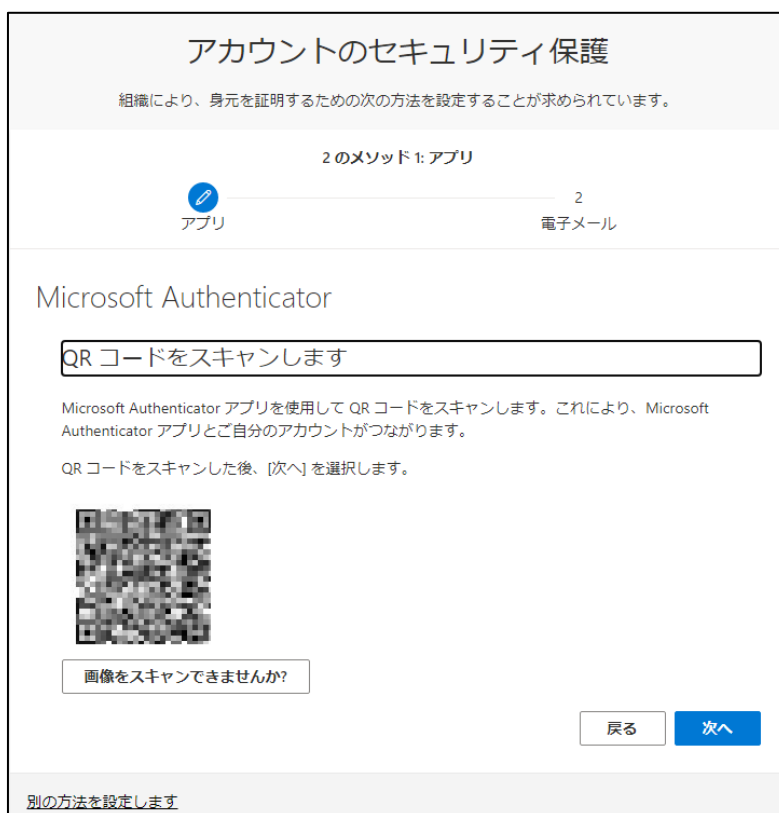 アカウントのセキュリティ保護
組織により、身元を証明するための次の方法を設定することが求められています。
2 のメソッド 1: アプリ
2
アプリ
電子メール
Microsoft Authenticator
QR コードをスキャンします
Microsoft Authenticator アプリを使用して QR コードをスキャンします。これにより、Microsoft
Authenticator アプリとご自分のアカウントがつながります。
QR コードをスキャンした後、[次へ] を選択します。
画像をスキャンできませんか?
戻る
次へ
別の方法を設定します